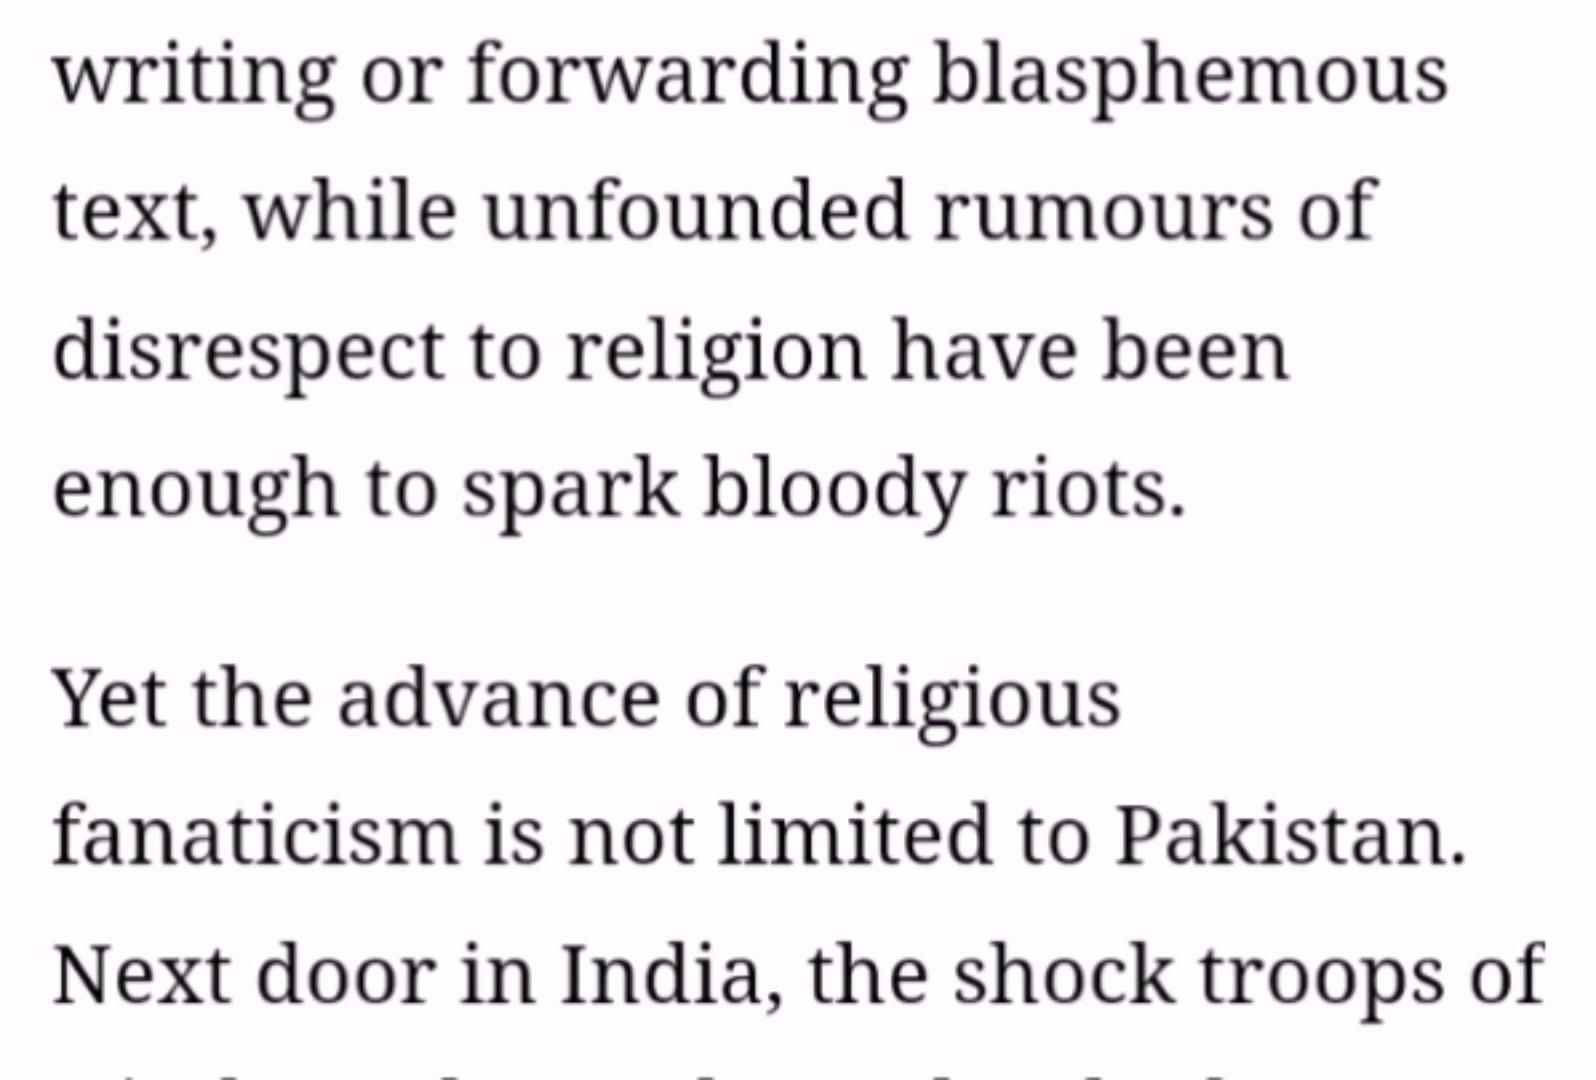 writing or forwarding blasphemous
text, while unfounded rumours of
disrespect to religion have been
enough to spark bloody riots.
Yet the advance of religious
fanaticism is not limited to Pakistan.
Next door in India, the shock troops of